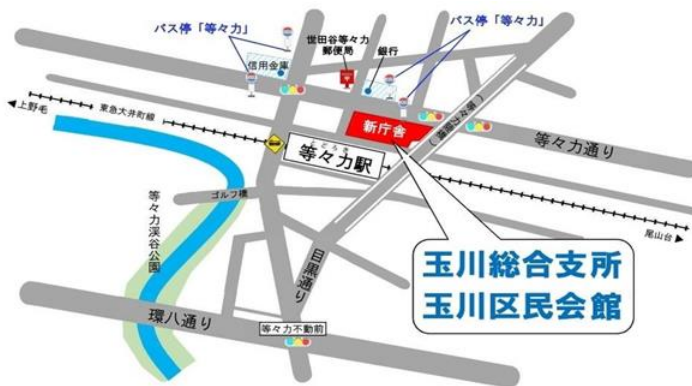 バス停「等々力」
バス停「等々力」
世田谷等々力
郵便局
銀行
信用金庫
◀上野毛
東急大井町線
新庁舎
等々力通り
とどろき
等々力駅
ゴルフ橋
等々力渓谷公園
尾山台▶
目黒通り
玉川総合支所
玉川区民会館
環八通り
等々力不動前